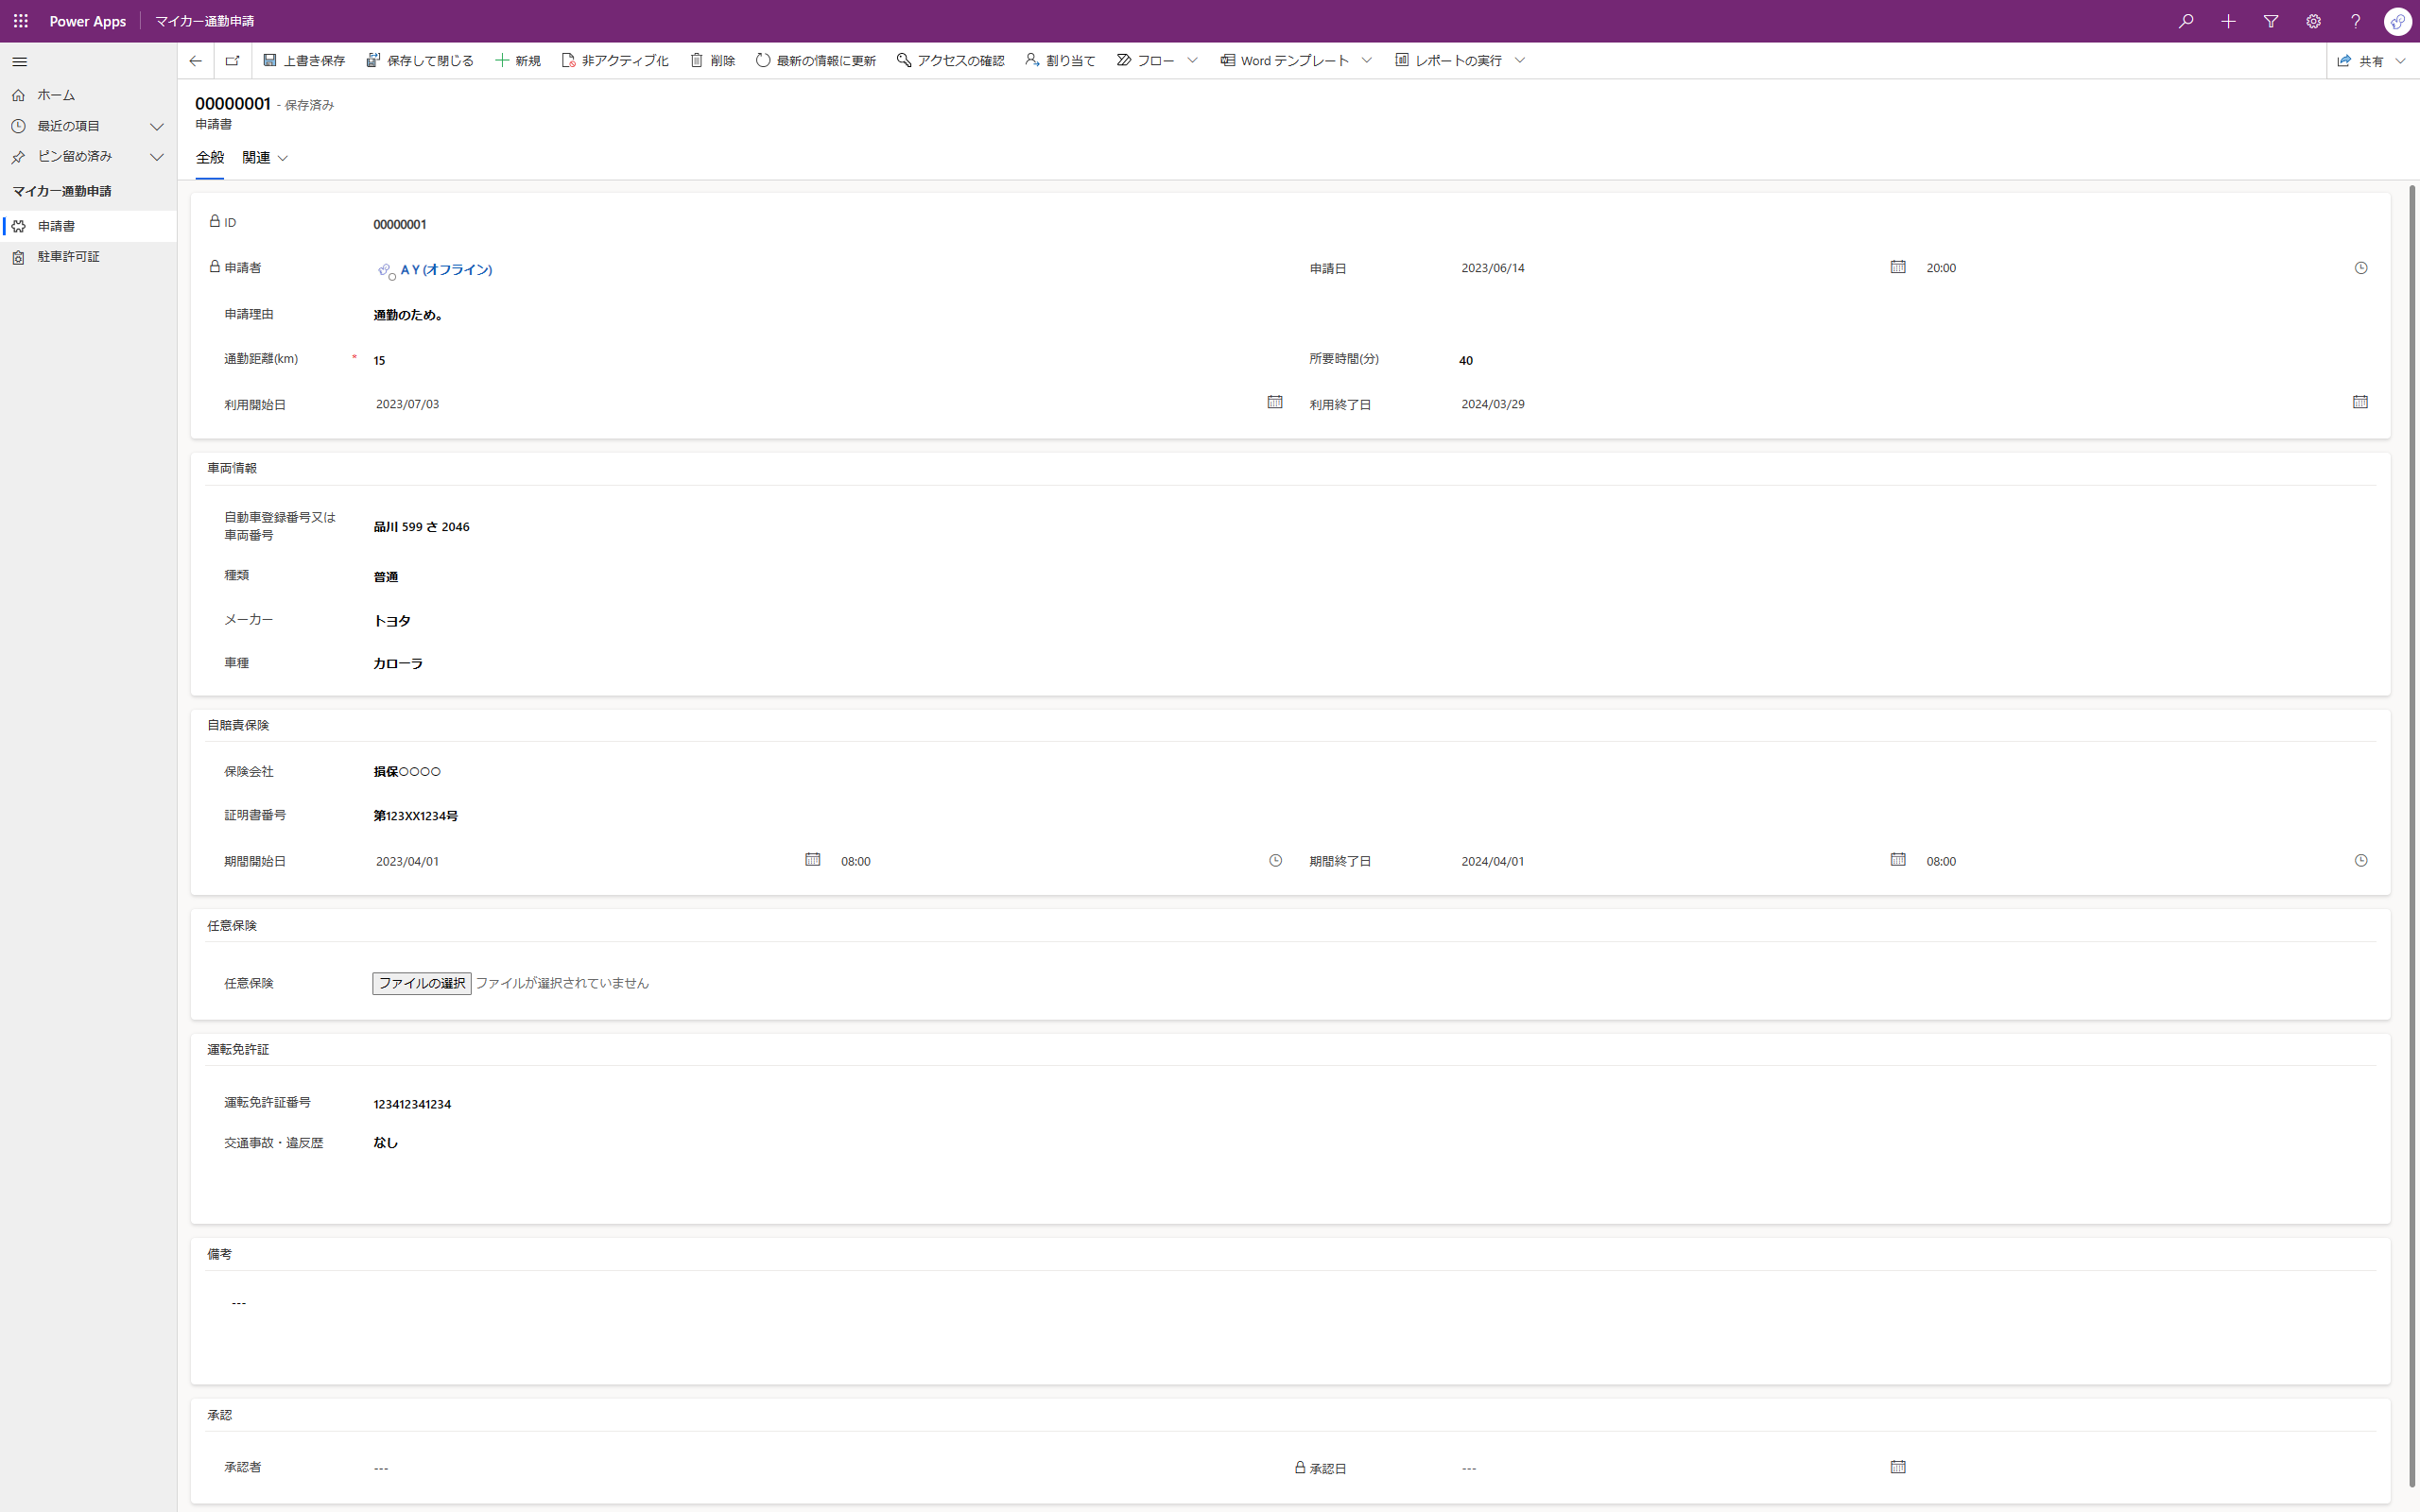 Power Apps マイカー通勤申請
上書き保存 保存して閉じる 新規 非アクティブ化 削除 最新の情報に更新 アクセスの確認 割り当て フロー Word テンプレート レポートの実行 共有
ホーム
最近の項目
ピン留め済み
マイカー通勤申請
申請書
駐車許可証
00000001 - 保存済み
申請書
全般 関連
ID 00000001
申請者 A Y (オフライン) 申請日 2023/06/14 20:00
申請理由 通勤のため。
通勤距離(km) * 15 所要時間(分) 40
利用開始日 2023/07/03 利用終了日 2024/03/29
車両情報
自動車登録番号又は
車両番号 品川 599 さ 2046
種類 普通
メーカー トヨタ
車種 カローラ
自賠責保険
保険会社 損保○○○○
証明書番号 第123XX1234号
期間開始日 2023/04/01 08:00 期間終了日 2024/04/01 08:00
任意保険
任意保険 ファイルの選択 ファイルが選択されていません
運転免許証
運転免許証番号 123412341234
交通事故・違反歴 なし
備考
---
承認
承認者 --- 承認日 ---